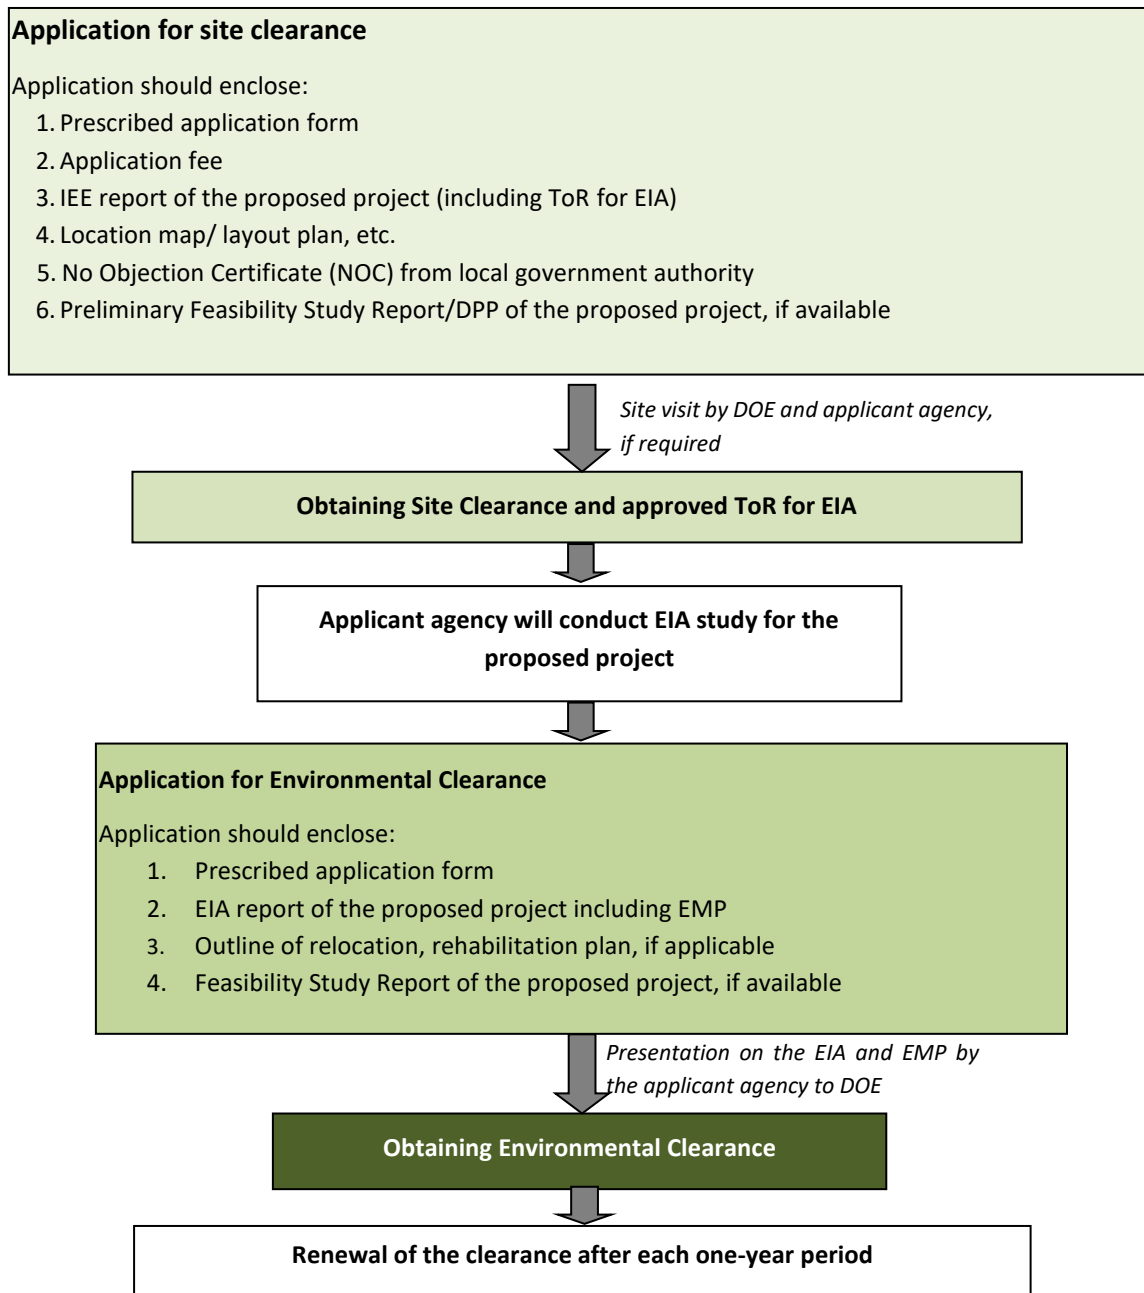 Application for site clearance
Application should enclose:
1. Prescribed application form
2. Application fee
3. IEE report of the proposed project (including ToR for EIA)
4. Location map/ layout plan, etc.
5. No Objection Certificate (NOC) from local government authority
6. Preliminary Feasibility Study Report/DPP of the proposed project, if available
Site visit by DOE and applicant agency,
if required
Obtaining Site Clearance and approved ToR for EIA
Applicant agency will conduct EIA study for the
proposed project
Application for Environmental Clearance
Application should enclose:
1. Prescribed application form
2. EIA report of the proposed project including EMP
3. Outline of relocation, rehabilitation plan, if applicable
4. Feasibility Study Report of the proposed project, if available
Presentation on the EIA and EMP by
the applicant agency to DOE
Obtaining Environmental Clearance
Renewal of the clearance after each one-year period